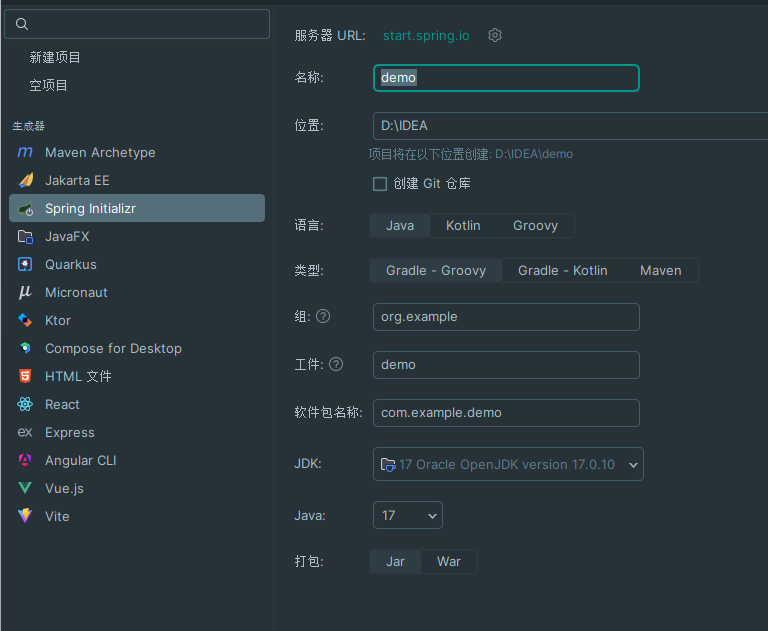 新建项目
空项目
生成器
Maven Archetype
Jakarta EE
Spring Initializr
JavaFX
Quarkus
Micronaut
Ktor
Compose for Desktop
HTML 文件
React
Express
Angular CLI
Vue.js
Vite
服务器 URL: start.spring.io
名称: demo
位置: D:\IDEA
项目将在以下位置创建: D:\IDEA\demo
创建 Git 仓库
语言: Java Kotlin Groovy
类型: Gradle - Groovy Gradle - Kotlin Maven
组: ? org.example
工件: ? demo
软件包名称: com.example.demo
JDK: 17 Oracle OpenJDK version 17.0.10
Java: 17
打包: Jar War